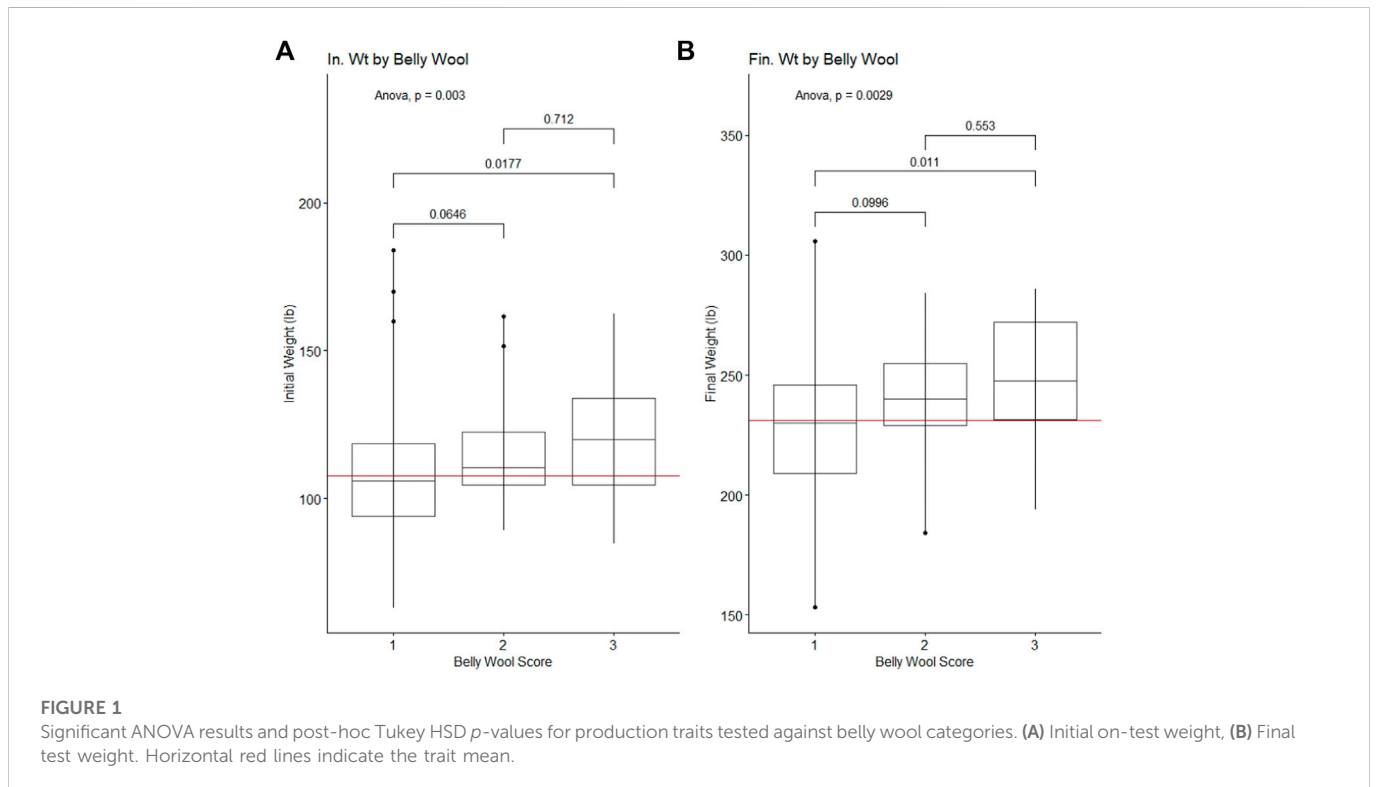 A
In. Wt by Belly Wool
Anova, p = 0.003
0.712
0.0177
0.0646
200
150
100
Initial Weight (lb)
1 2 3
Belly Wool Score
B
Fin. Wt by Belly Wool
Anova, p = 0.0029
0.553
0.011
0.0996
350
300
250
200
150
Final Weight (lb)
1 2 3
Belly Wool Score
FIGURE 1
Significant ANOVA results and post-hoc Tukey HSD p-values for production traits tested against belly wool categories. (A) Initial on-test weight, (B) Final
test weight. Horizontal red lines indicate the trait mean.